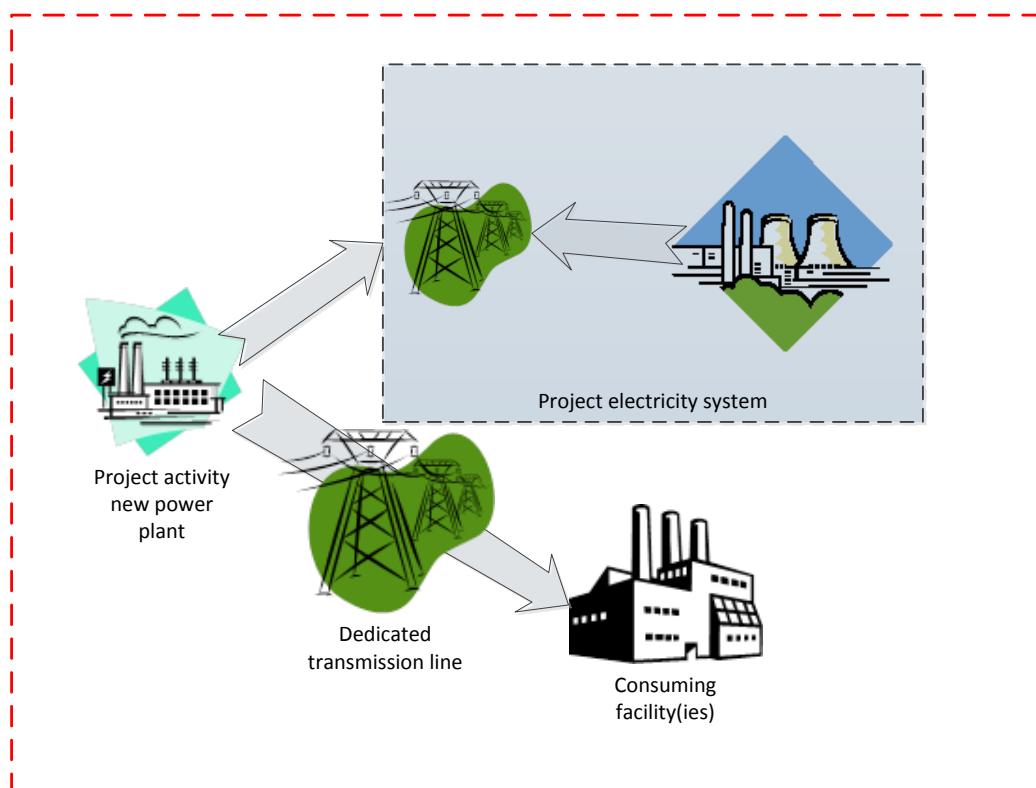 Project electricity system
Project activity
new power
plant
Dedicated
transmission line
Consuming
facility(ies)